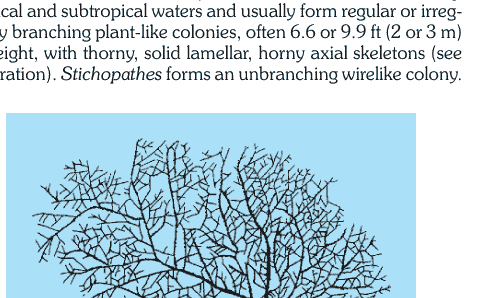 cal and subtropical waters and usually form regular or irreg-
y branching plant-like colonies, often 6.6 or 9.9 ft (2 or 3 m)
eight, with thorny, solid lamellar, horny axial skeletons (see
ration). Stichopathes forms an unbranching wirelike colony.